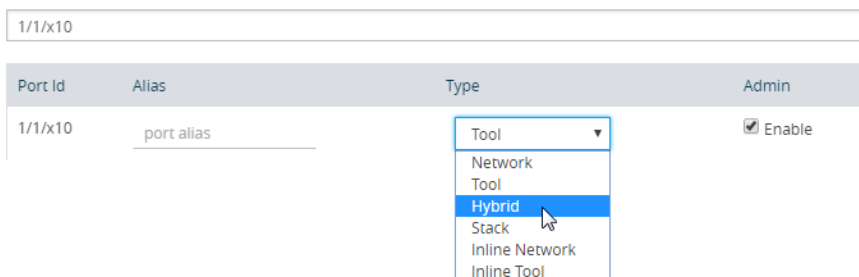 1/1/x10
Port Id Alias Type Admin
1/1/x10 port alias Tool Enable
Network
Tool
Hybrid
Stack
Inline Network
Inline Tool